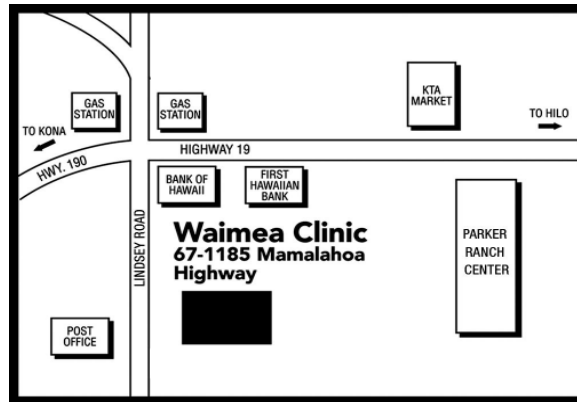 GAS
STATION
GAS
STATION
KTA
MARKET
TO KONA
TO HILO
HWY. 190
HIGHWAY 19
BANK OF
HAWAII
FIRST
HAWAIIAN
BANK
LINDSEY ROAD
Waimea Clinic
67-1185 Mamalahoa
Highway
PARKER
RANCH
CENTER
POST
OFFICE